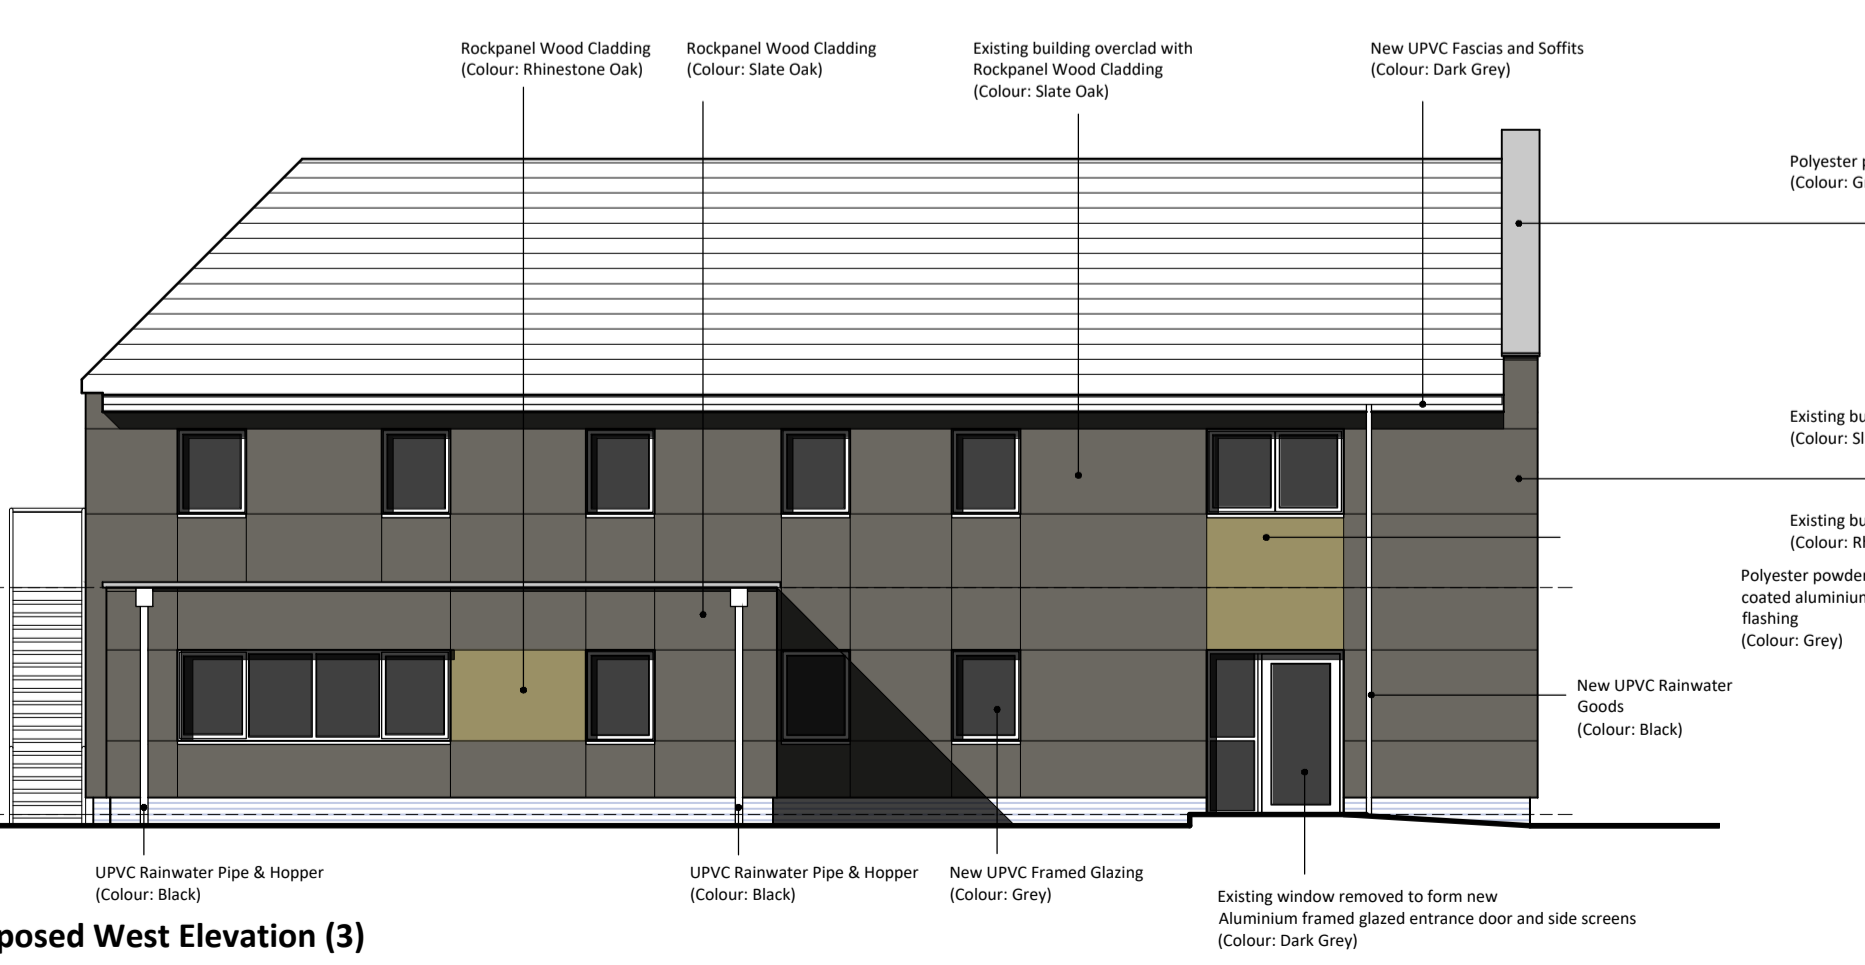 Rockpanel Wood Cladding
(Colour: Rhinestone Oak)
Rockpanel Wood Cladding
(Colour: Slate Oak)
Existing building overclad with
Rockpanel Wood Cladding
(Colour: Slate Oak)
New UPVC Fascias and Soffits
(Colour: Dark Grey)
Polyester
(Colour:
Existing
(Colour:
Existing
(Colour:
Polyester powder
coated
flashing
(Colour: Grey)
New UPVC Rainwater
Goods
(Colour: Black)
UPVC Rainwater Pipe & Hopper
(Colour: Black)
UPVC Rainwater Pipe & Hopper
(Colour: Black)
New UPVC Framed Glazing
(Colour: Grey)
Existing window removed to form new
Aluminium framed glazed entrance door and side screens
(Colour: Dark Grey)
West Elevation (3)